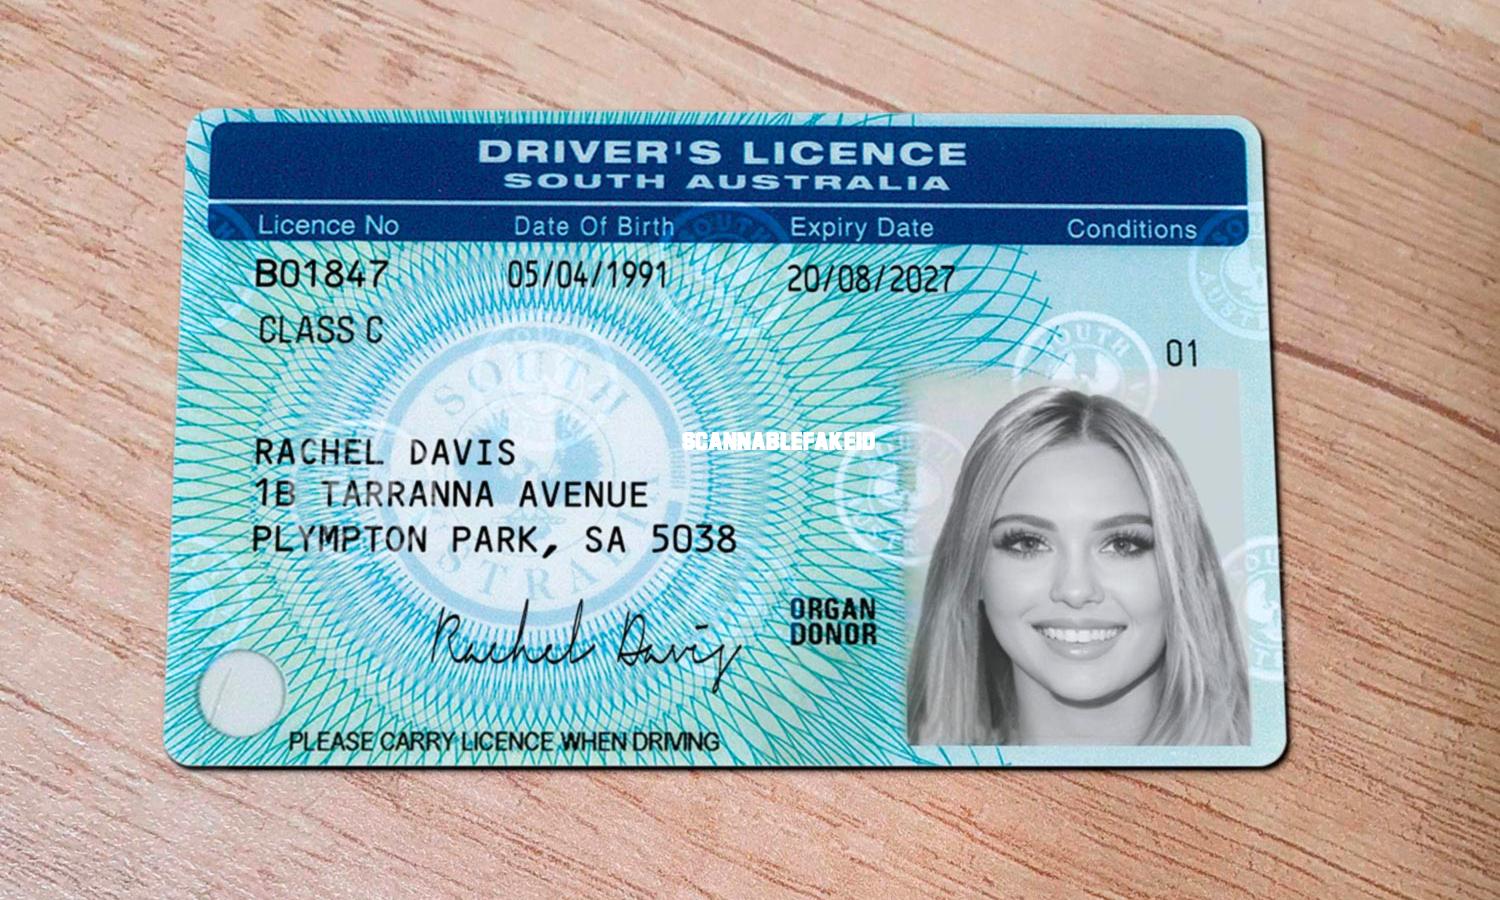 DRIVER'S LICENCE
SOUTH AUSTRALIA
Licence No Date Of Birth Expiry Date Conditions
B01847 05/04/1991 20/08/2027
CLASS C
01
SOUTH
RACHEL DAVIS
SCANNABLEFAKEID
1B TARRANNA AVENUE
PLYMPTON PARK, SA 5038
Rachel Davis
ORGAN
DONOR
PLEASE CARRY LICENCE WHEN DRIVING